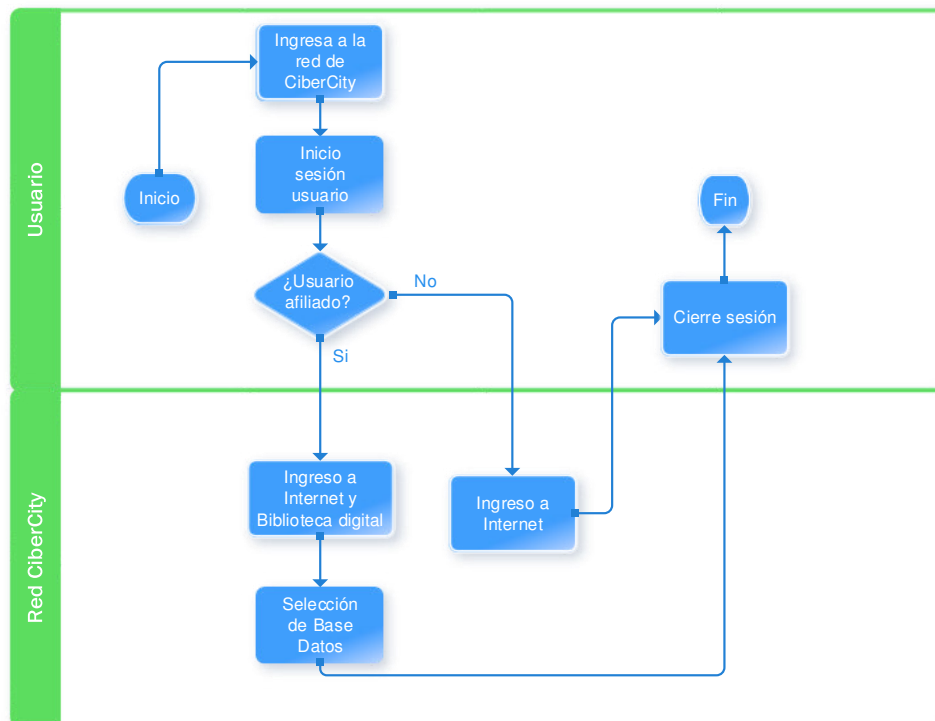 Usuario
Ingresa a la
red de
CiberCity
Inicio
Inicio
sesión
usuario
Fin
¿Usuario
afiliado?
No
Si
Cierre sesión
Red CiberCity
Ingreso a
Internet y
Biblioteca digital
Ingreso a
Internet
Selección
de Base
Datos